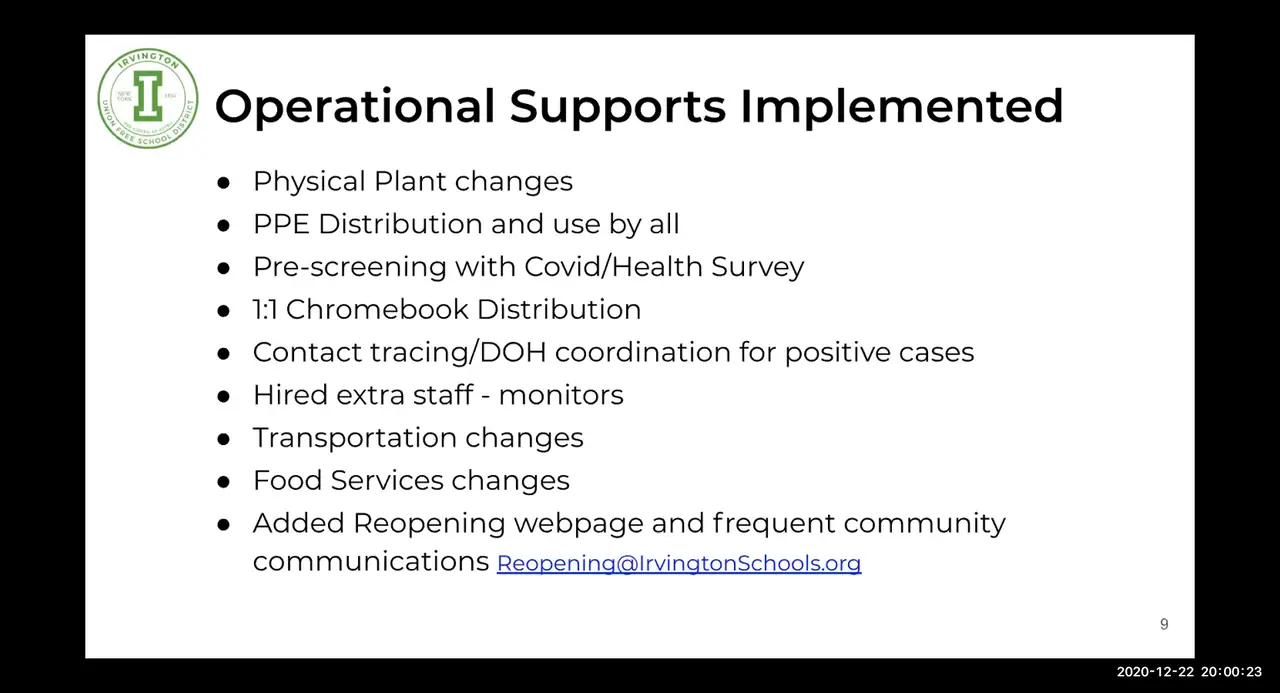 IRVINGTON
NEW YORK
I
UNION FREE SCHOOL DISTRICT
Operational Supports Implemented
● Physical Plant changes
● PPE Distribution and use by all
● Pre-screening with Covid/Health Survey
● 1:1 Chromebook Distribution
● Contact tracing/DOH coordination for positive cases
● Hired extra staff - monitors
● Transportation changes
● Food Services changes
● Added Reopening webpage and frequent community
communications Reopening@IrvingtonSchools.org
9
2020-12-22 20:00:23